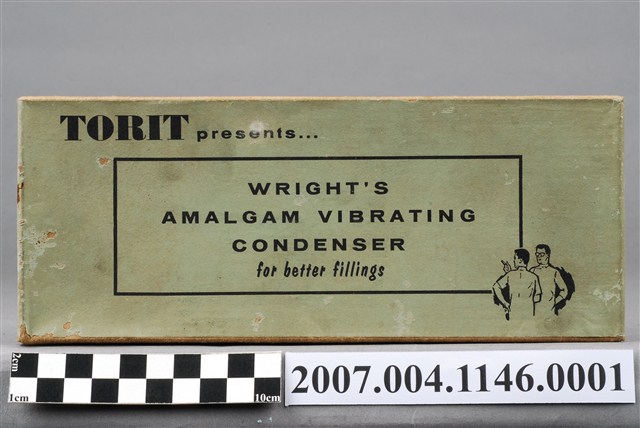 TORIT presents...
WRIGHT'S
AMALGAM VIBRATING
CONDENSER
for better fillings
2cm
1cm
10cm
2007.004.1146.0001